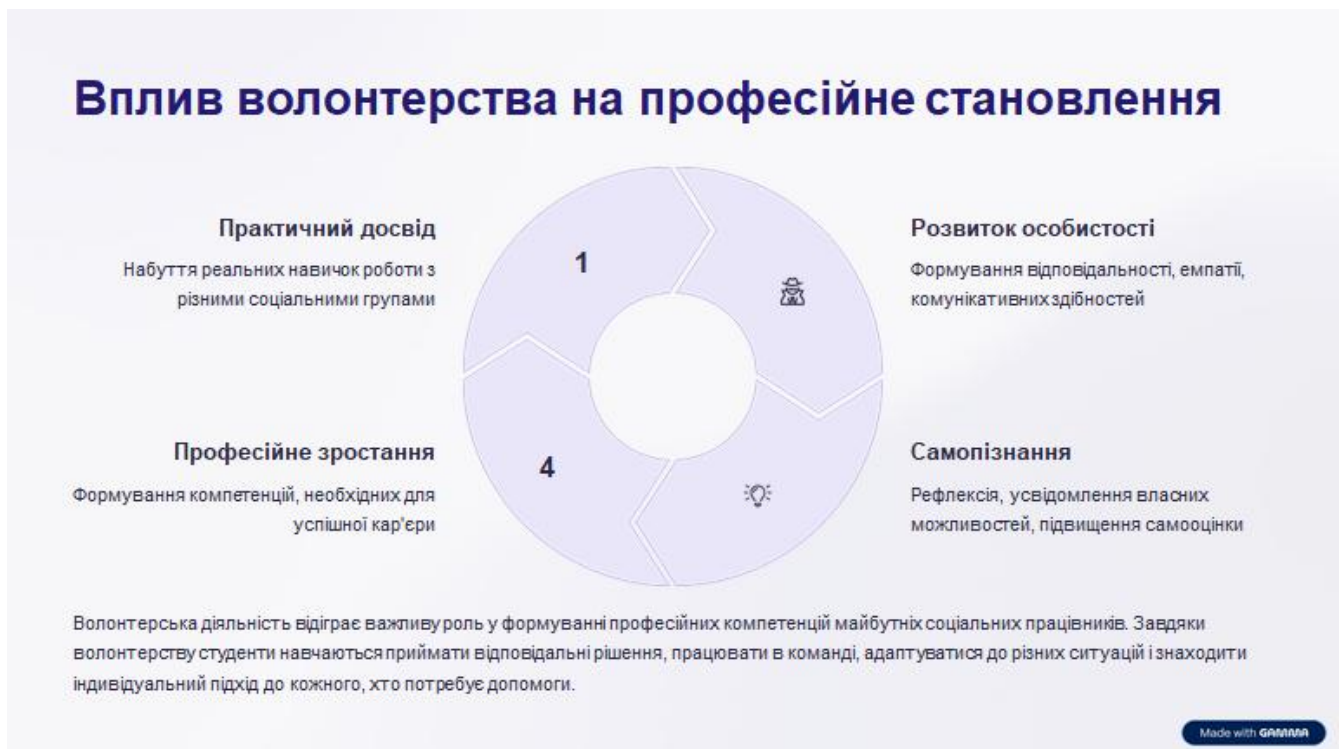 Вплив волонтерства на професійне становлення
Практичний досвід
Набуття реальних навичок роботи з
різними соціальними групами
1
Розвиток особистості
Формування відповідальності, емпатії,
комунікативних здібностей
Професійне зростання
Формування компетенцій, необхідних для
успішної кар'єри
4
Самопізнання
Рефлексія, усвідомлення власних
можливостей, підвищення самооцінки
Волонтерська діяльність відіграє важливу роль у формуванні професійних компетенцій майбутніх соціальних працівників. Завдяки
волонтерству студенти навчаються приймати відповідальні рішення, працювати в команді, адаптуватися до різних ситуацій і знаходити
індивідуальний підхід до кожного, хто потребує допомоги.
Made with GAMMA